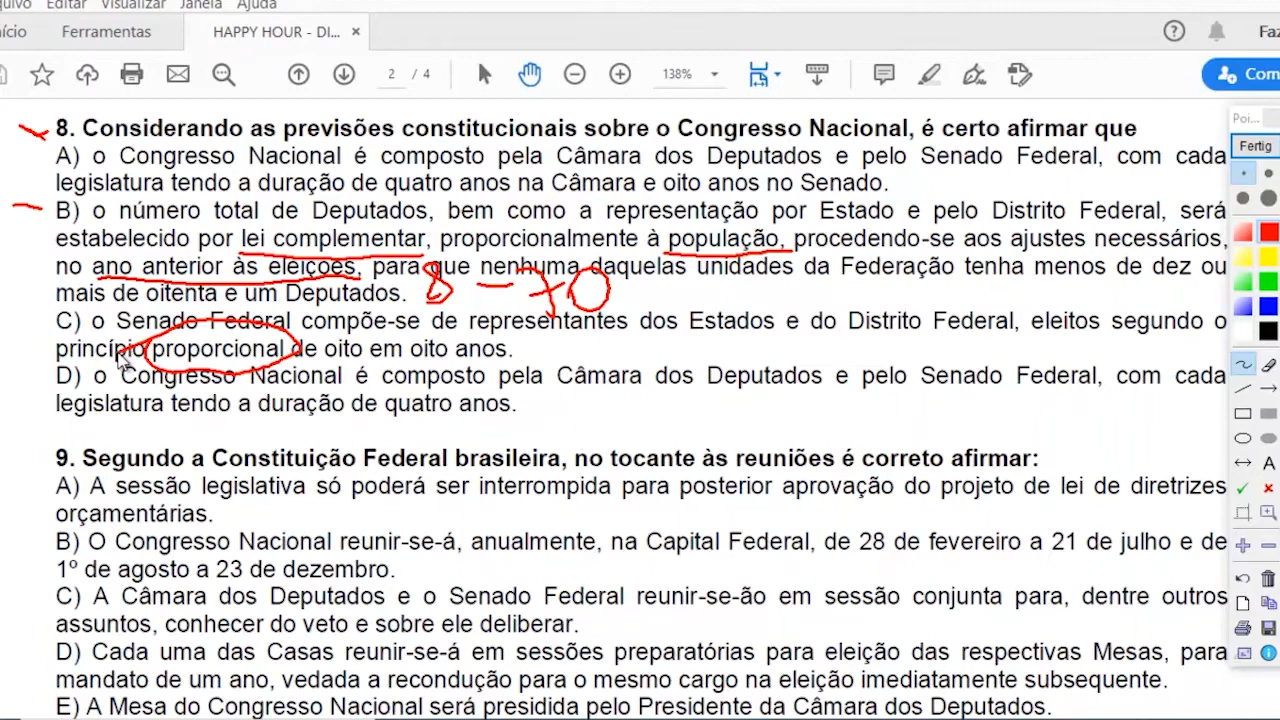 Editar Visualizar Janela Ajuda
Ferramentas HAPPY HOUR - DI... ×
2 / 4 138% Com
8. Considerando as previsões constitucionais sobre o Congresso Nacional, é certo afirmar que
A) o Congresso Nacional é composto pela Câmara dos Deputados e pelo Senado Federal, com cada
legislatura tendo a duração de quatro anos na Câmara e oito anos no Senado.
B) o número total de Deputados, bem como a representação por Estado e pelo Distrito Federal, será
estabelecido por lei complementar, proporcionalmente à população, procedendo-se aos ajustes necessários,
no ano anterior às eleições, para que nenhuma daquelas unidades da Federação tenha menos de dez ou
mais de oitenta e um Deputados. 8 - 70
C) o Senado Federal compõe-se de representantes dos Estados e do Distrito Federal, eleitos segundo o
princípio proporcional de oito em oito anos.
D) o Congresso Nacional é composto pela Câmara dos Deputados e pelo Senado Federal, com cada
legislatura tendo a duração de quatro anos.
9. Segundo a Constituição Federal brasileira, no tocante às reuniões é correto afirmar:
A) A sessão legislativa só poderá ser interrompida para posterior aprovação do projeto de lei de diretrizes
orçamentárias.
B) O Congresso Nacional reunir-se-á, anualmente, na Capital Federal, de 28 de fevereiro a 21 de julho e de
1º de agosto a 23 de dezembro.
C) A Câmara dos Deputados e o Senado Federal reunir-se-ão em sessão conjunta para, dentre outros
assuntos, conhecer do veto e sobre ele deliberar.
D) Cada uma das Casas reunir-se-á em sessões preparatórias para eleição das respectivas Mesas, para
mandato de um ano, vedada a recondução para o mesmo cargo na eleição imediatamente subsequente.
E) A Mesa do Congresso Nacional será presidida pelo Presidente da Câmara dos Deputados.
Poi...
Fertig
A